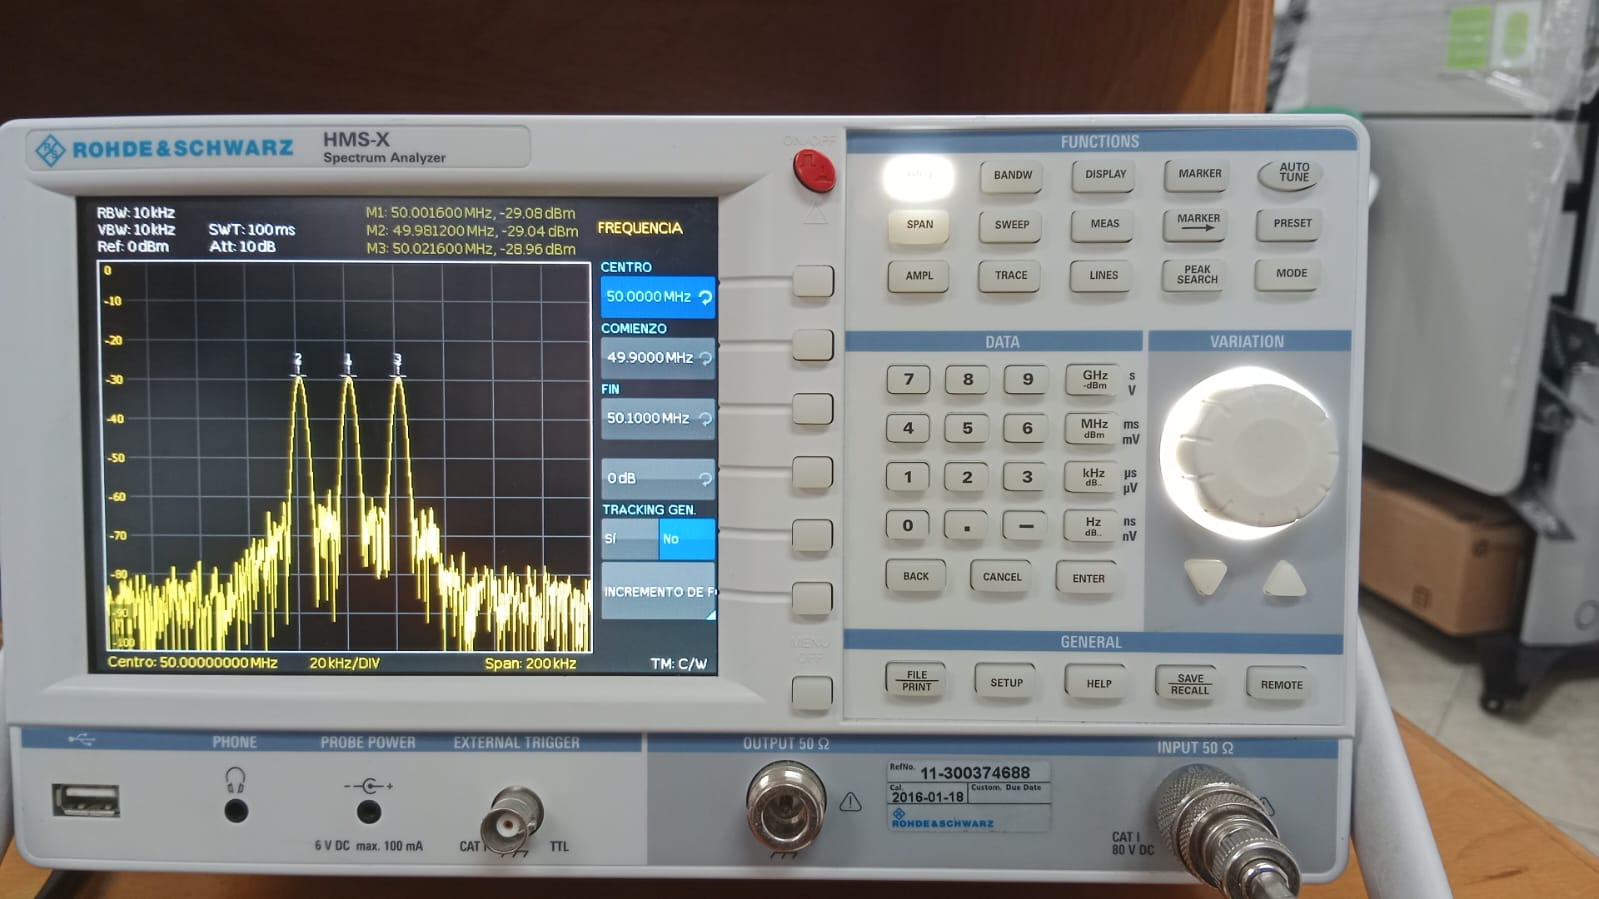 ROHDE & SCHWARZ
HMS-X
Spectrum Analyzer
RBW: 10 kHz
VBW: 10 kHz
Ref: 0 dBm
SWT: 100 ms
Att: 10 dB
M1: 50.001600 MHz, -29.08 dBm
M2: 49.981200 MHz, -29.04 dBm
M3: 50.021600 MHz, -28.96 dBm
FRECUENCIA
0
-10
-20
-30
-40
-50
-60
-70
-80
-90
-100
2
1
3
CENTRO
50.0000 MHz
COMIENZO
49.9000 MHz
FIN
50.1000 MHz
0 dB
TRACKING GEN.
Sí
No
INCREMENTO DE F
Centro: 50.00000000 MHz
20 kHz/DIV
Span: 200 kHz
TM: C/W
ON/OFF
MENU
OFF
FUNCTIONS
BANDW
DISPLAY
MARKER
AUTO
TUNE
SPAN
SWEEP
MEAS
MARKER
PRESET
AMPL
TRACE
LINES
PEAK
SEARCH
MODE
DATA
7
8
9
GHz
-dBm
s
V
4
5
6
MHz
dBm
ms
mV
1
2
3
kHz
dB..
µs
µV
0
.
−
Hz
dB..
ns
nV
BACK
CANCEL
ENTER
VARIATION
GENERAL
FILE
PRINT
SETUP
HELP
SAVE
RECALL
REMOTE
PHONE
PROBE POWER
EXTERNAL TRIGGER
− +
6 V DC max. 100 mA
CAT I
TTL
OUTPUT 50 Ω
RefNo.
11-300374688
Cal.
2016-01-18
Custom. Due Date
ROHDE & SCHWARZ
INPUT 50 Ω
CAT I
80 V DC